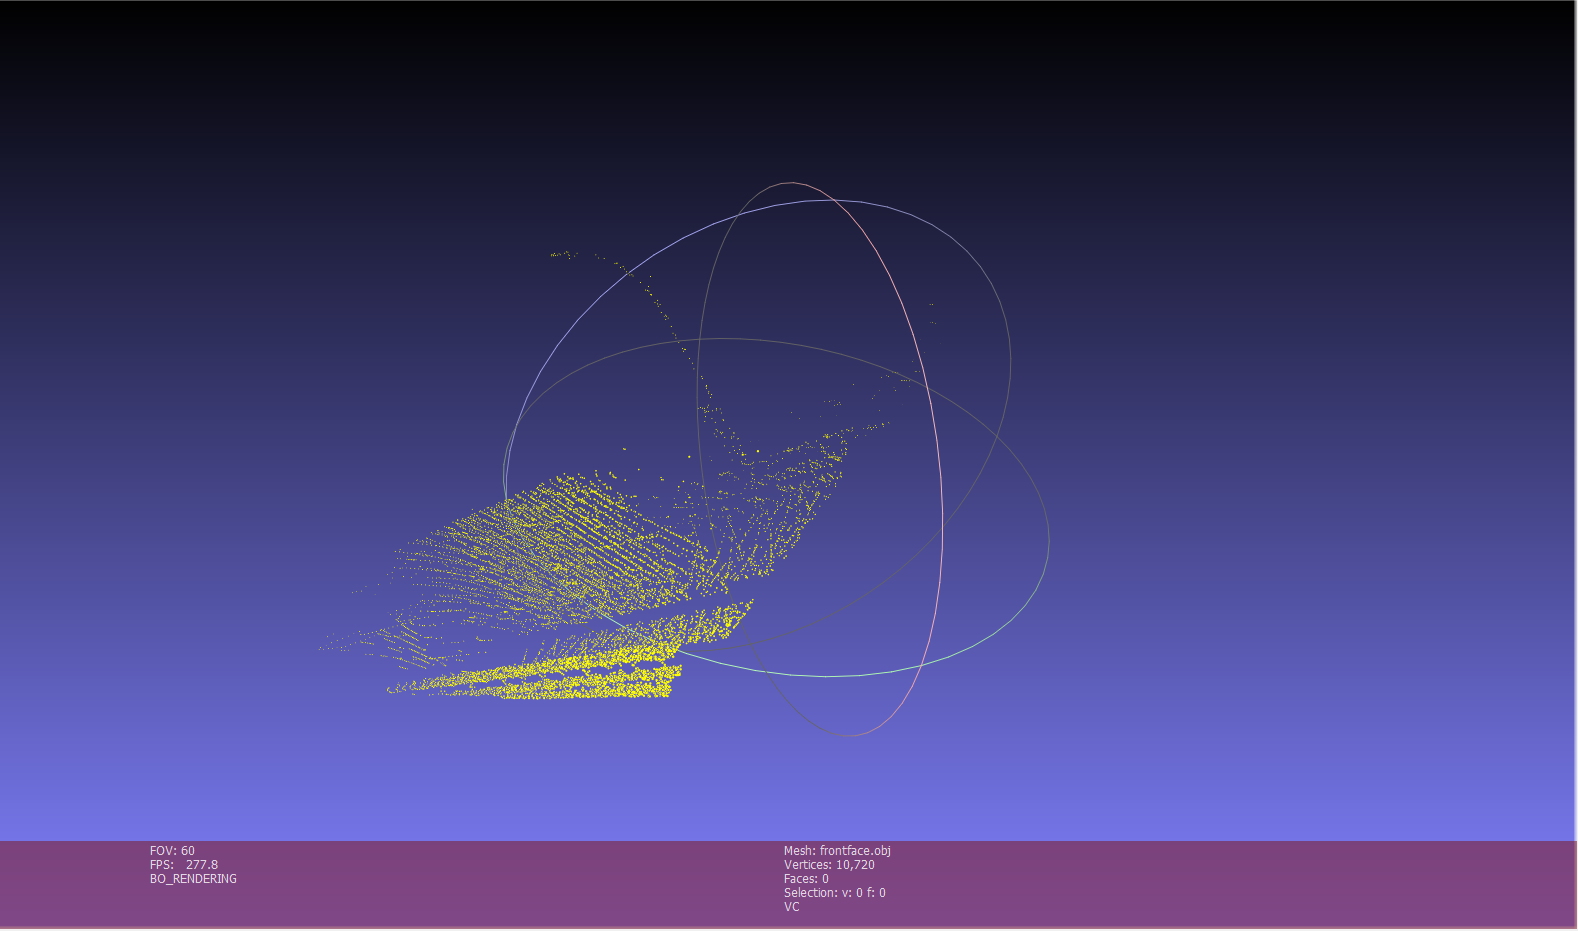 FOV: 60
FPS: 277.8
BO_RENDERING
Mesh: frontface.obj
Vertices: 10,720
Faces: 0
Selection: v: 0 f: 0
VC